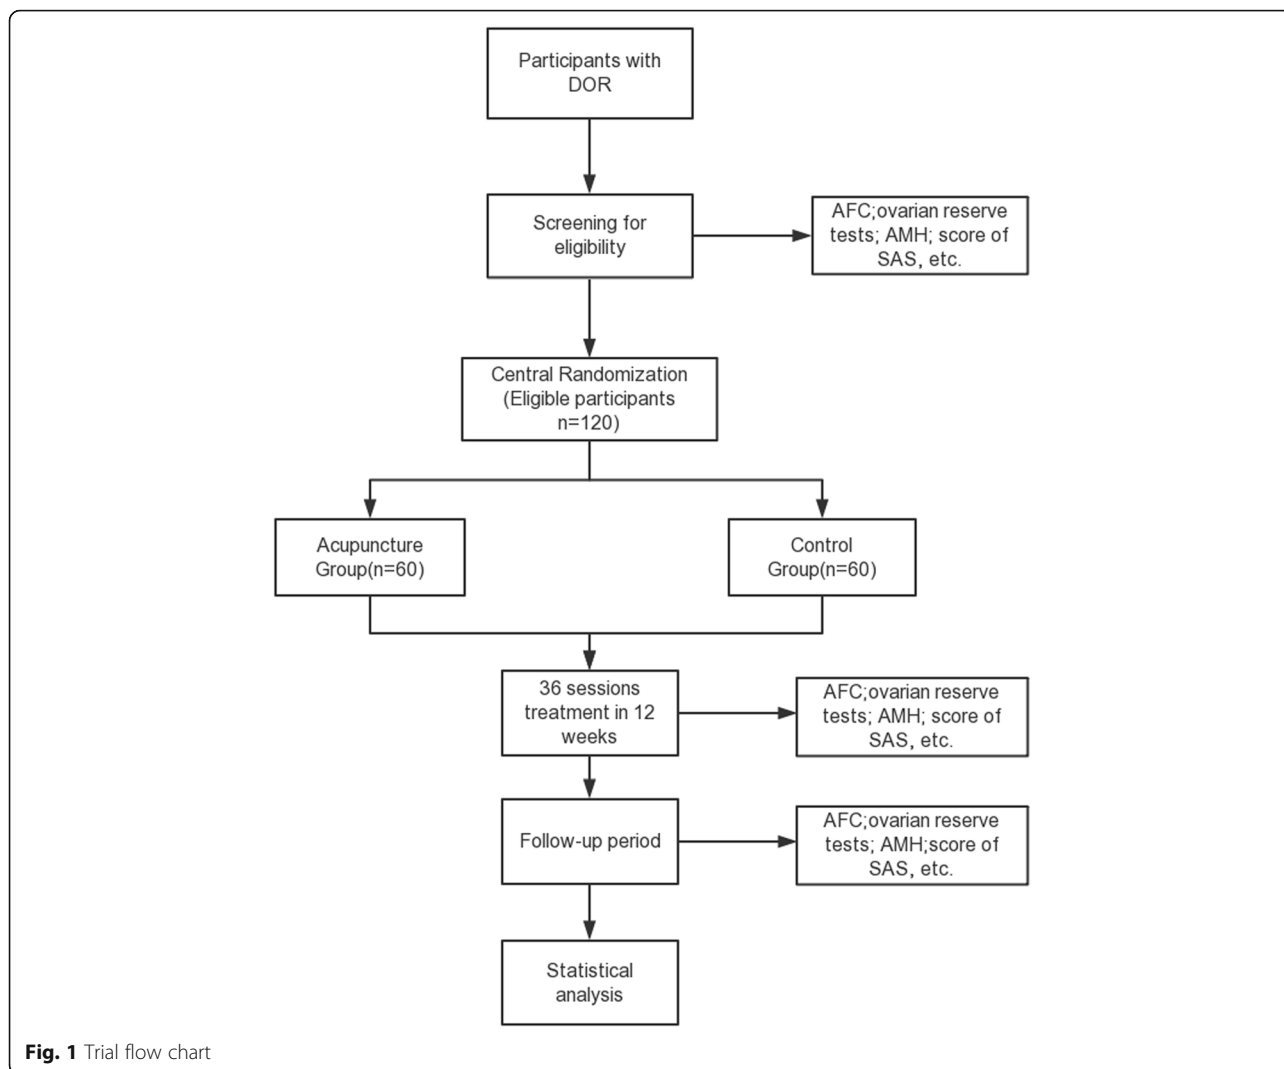 Participants with
DOR
Screening for
eligibility
AFC;ovarian reserve
tests; AMH; score of
SAS, etc.
Central Randomization
(Eligible participants
n=120)
Acupuncture
Group(n=60)
Control
Group(n=60)
36 sessions
treatment in 12
weeks
AFC;ovarian reserve
tests; AMH; score of
SAS, etc.
Follow-up period
AFC;ovarian reserve
tests; AMH;score of
SAS, etc.
Statistical
analysis
Fig. 1 Trial flow chart